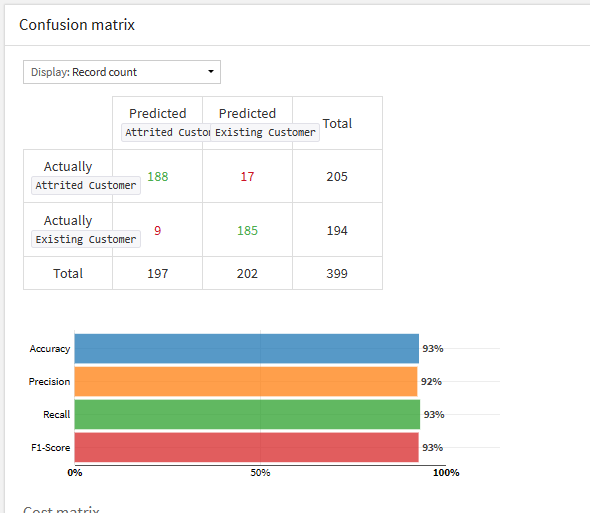 Confusion matrix
Display: Record count
Predicted Predicted Total
Attrited Custor Existing Customer
Actually
Attrited Customer 188 17 205
Actually
Existing Customer 9 185 194
Total 197 202 399
Accuracy 93%
Precision 92%
Recall 93%
F1-Score 93%
0% 50% 100%
Cost matrix